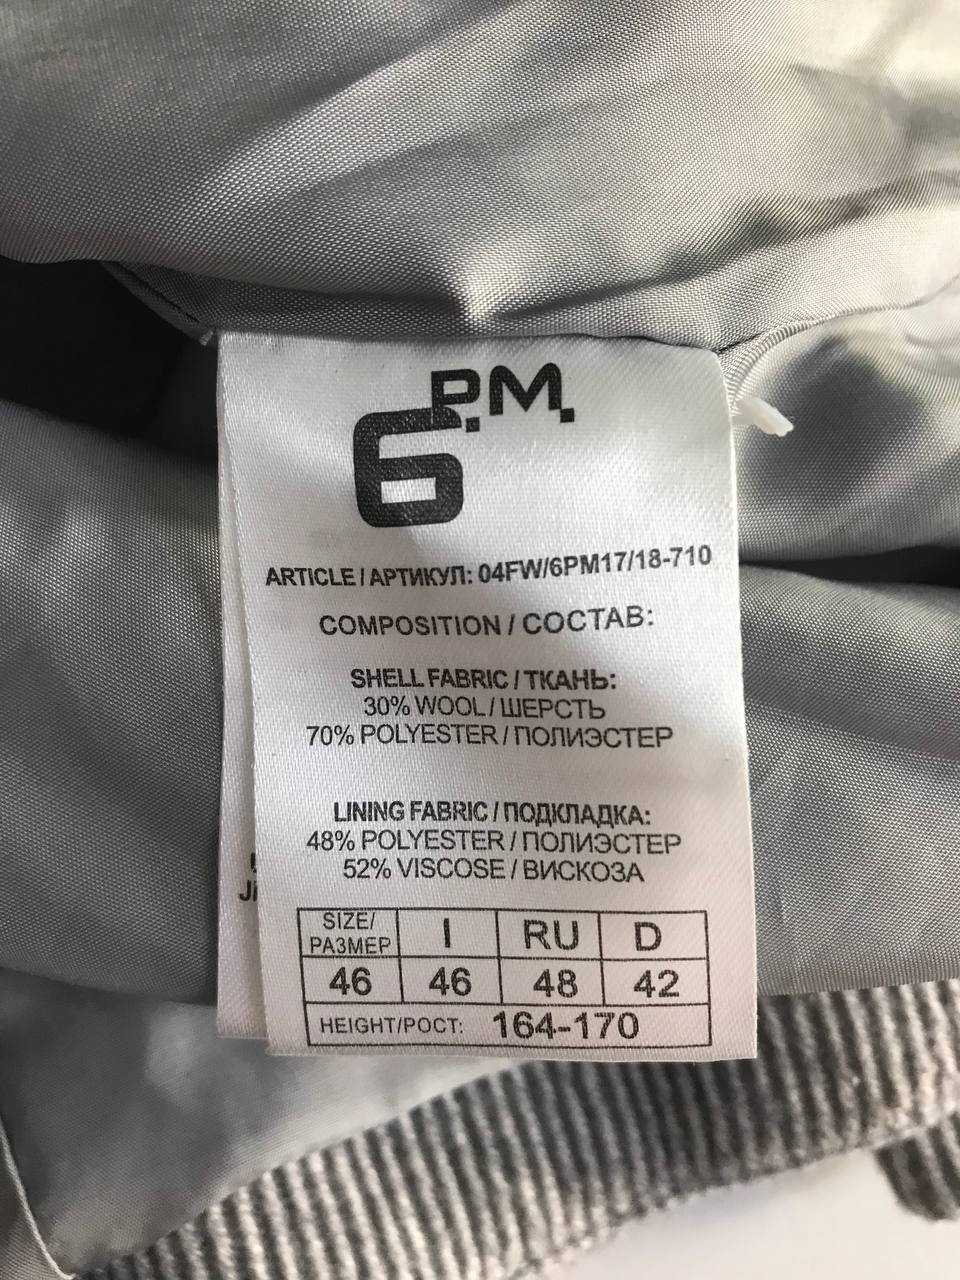 6 P.M.
ARTICLE / АРТИКУЛ: 04FW/6PM17/18-710
COMPOSITION / СОСТАВ:
SHELL FABRIC / ТКАНЬ:
30% WOOL / ШЕРСТЬ
70% POLYESTER / ПОЛИЭСТЕР
LINING FABRIC / ПОДКЛАДКА:
48% POLYESTER / ПОЛИЭСТЕР
52% VISCOSE / ВИСКОЗА
SIZE/ РАЗМЕР I RU D
46 46 48 42
HEIGHT/РОСТ: 164-170